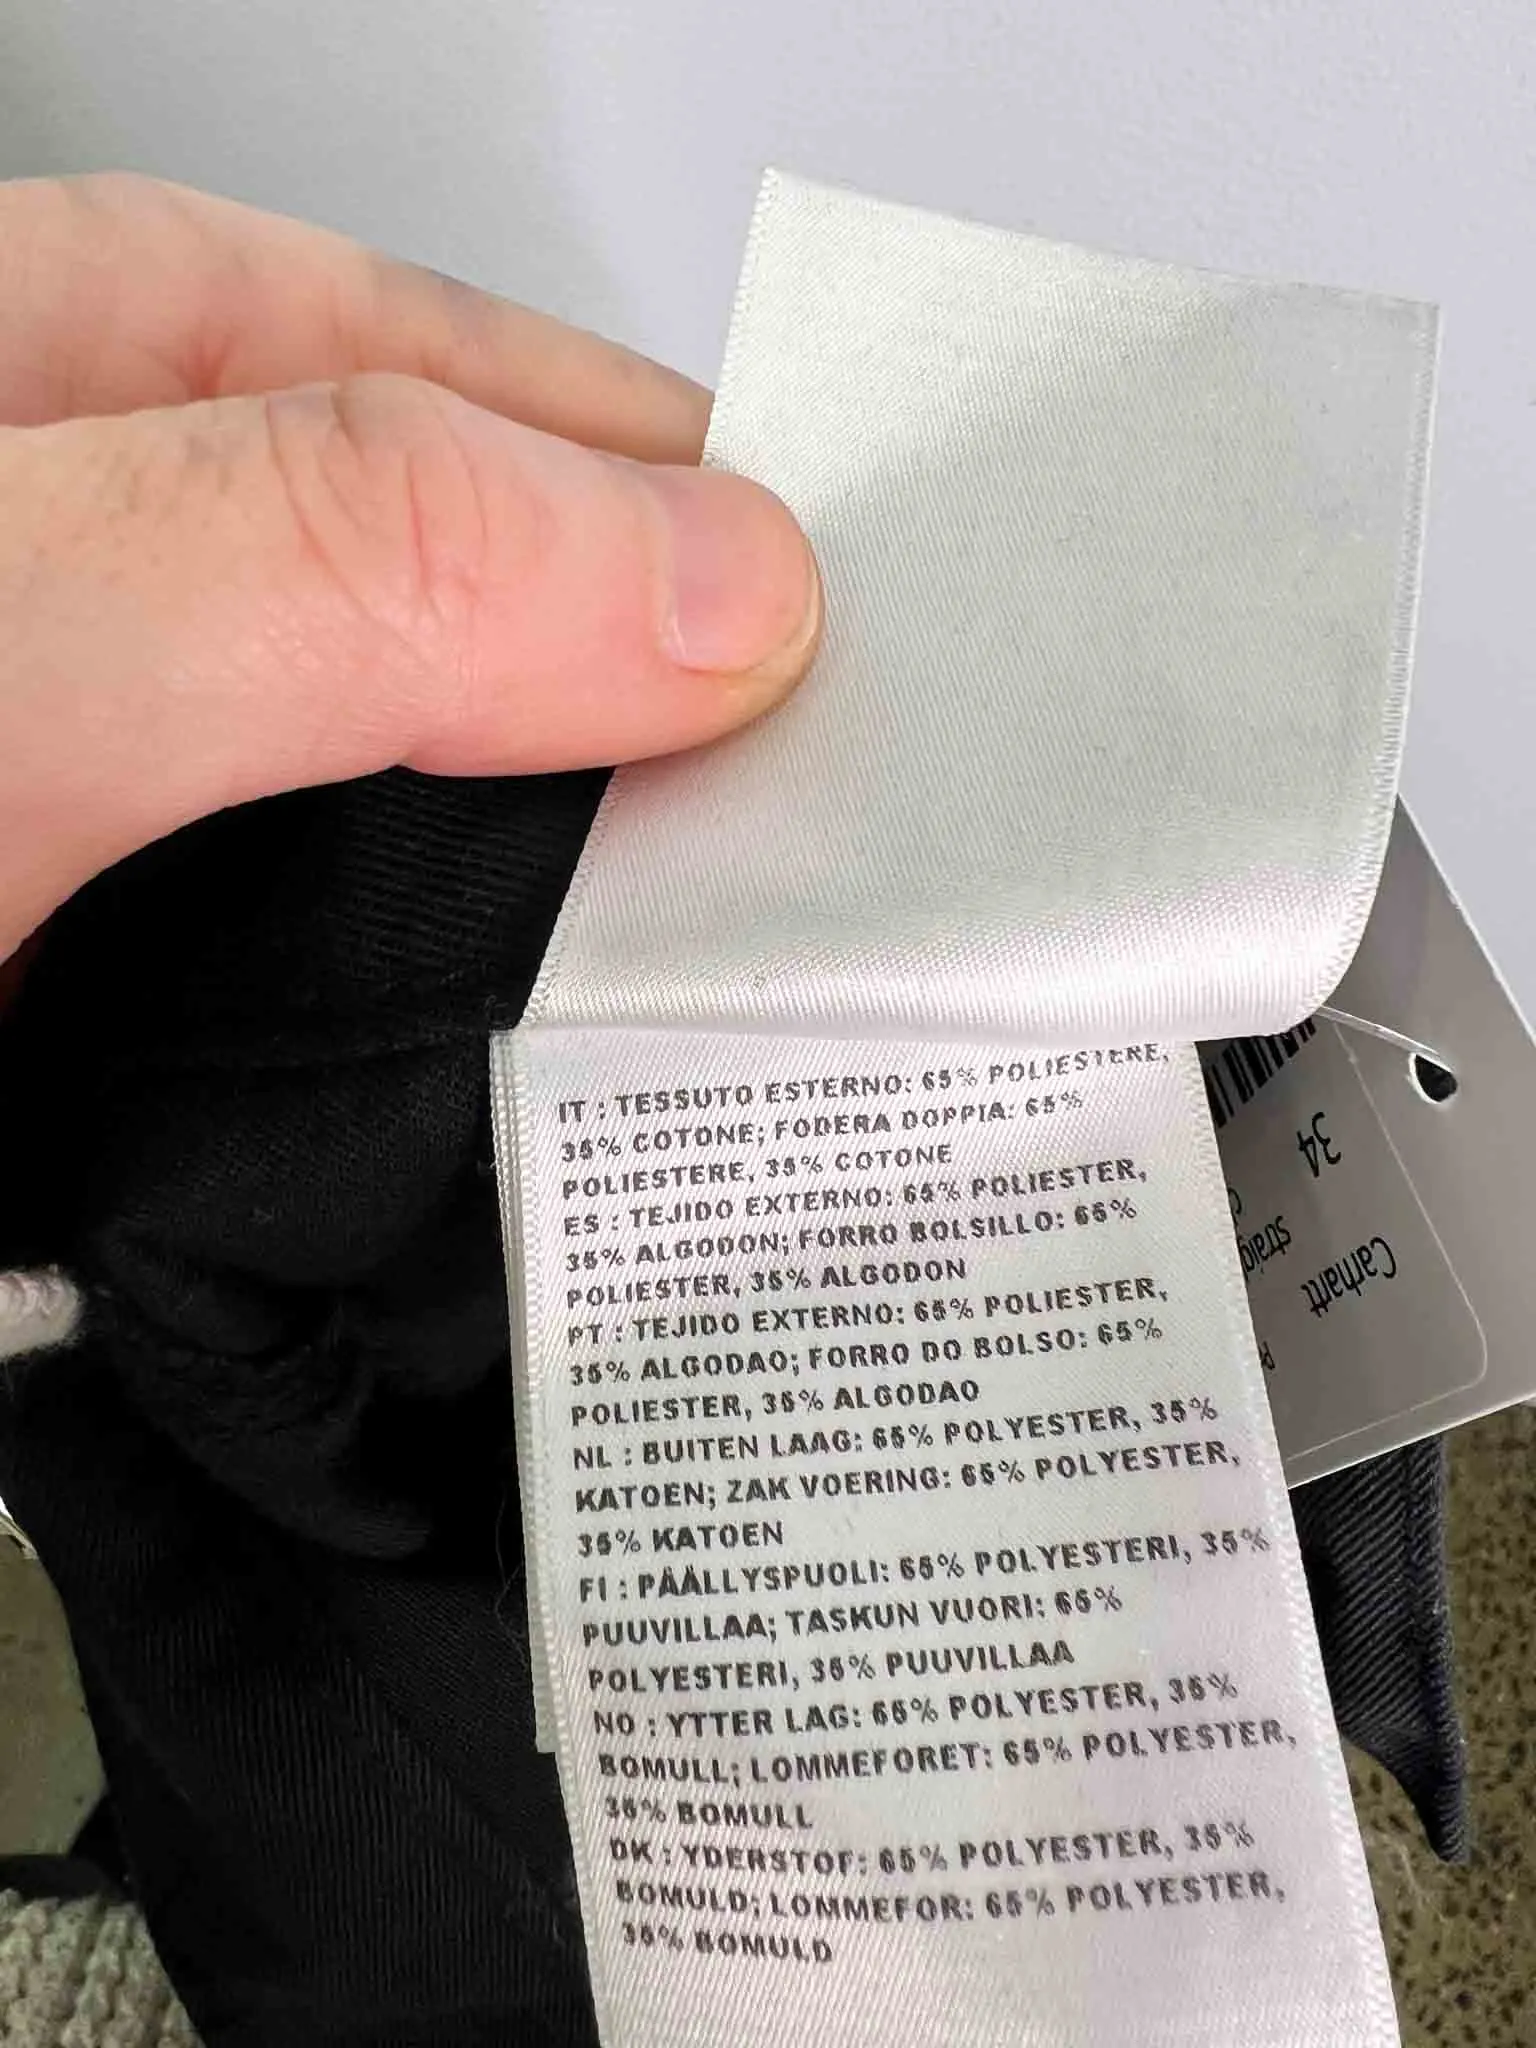 IT : TESSUTO ESTERNO: 65% POLIESTERE,
35% COTONE; FODERA DOPPIA: 65%
POLIESTERE, 35% COTONE
ES : TEJIDO EXTERNO: 65% POLIESTER,
35% ALGODON; FORRO BOLSILLO: 65%
POLIESTER, 35% ALGODON
PT : TEJIDO EXTERNO: 65% POLIESTER,
35% ALGODAO; FORRO DO BOLSO: 65%
POLIESTER, 35% ALGODAO
NL : BUITEN LAAG: 65% POLYESTER, 35%
KATOEN; ZAK VOERING: 65% POLYESTER,
35% KATOEN
FI : PÄÄLLYSPUOLI: 65% POLYESTERI, 35%
PUUVILLAA; TASKUN VUORI: 65%
POLYESTERI, 35% PUUVILLAA
NO : YTTER LAG: 65% POLYESTER, 35%
BOMULL; LOMMEFORET: 65% POLYESTER,
35% BOMULL
DK : YDERSTOF: 65% POLYESTER, 35%
BOMULD; LOMMEFOR: 65% POLYESTER,
35% BOMULD
Carhartt
34